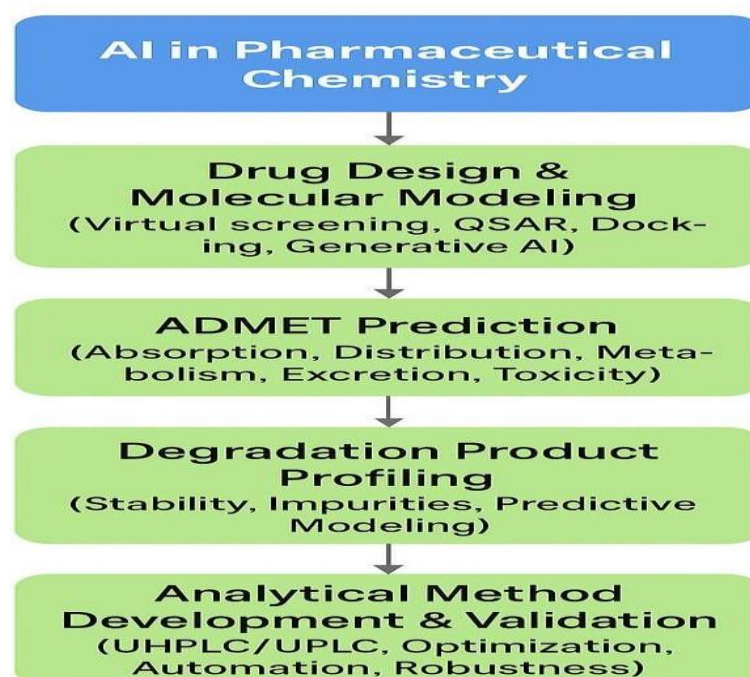 AI in Pharmaceutical
Chemistry
Drug Design &
Molecular Modeling
(Virtual screening, QSAR, Dock-
ing, Generative AI)
ADMET Prediction
(Absorption, Distribution, Meta-
bolism, Excretion, Toxicity)
Degradation Product
Profiling
(Stability, Impurities, Predictive
Modeling)
Analytical Method
Development & Validation
(UHPLC/UPLC, Optimization,
Automation, Robustness)